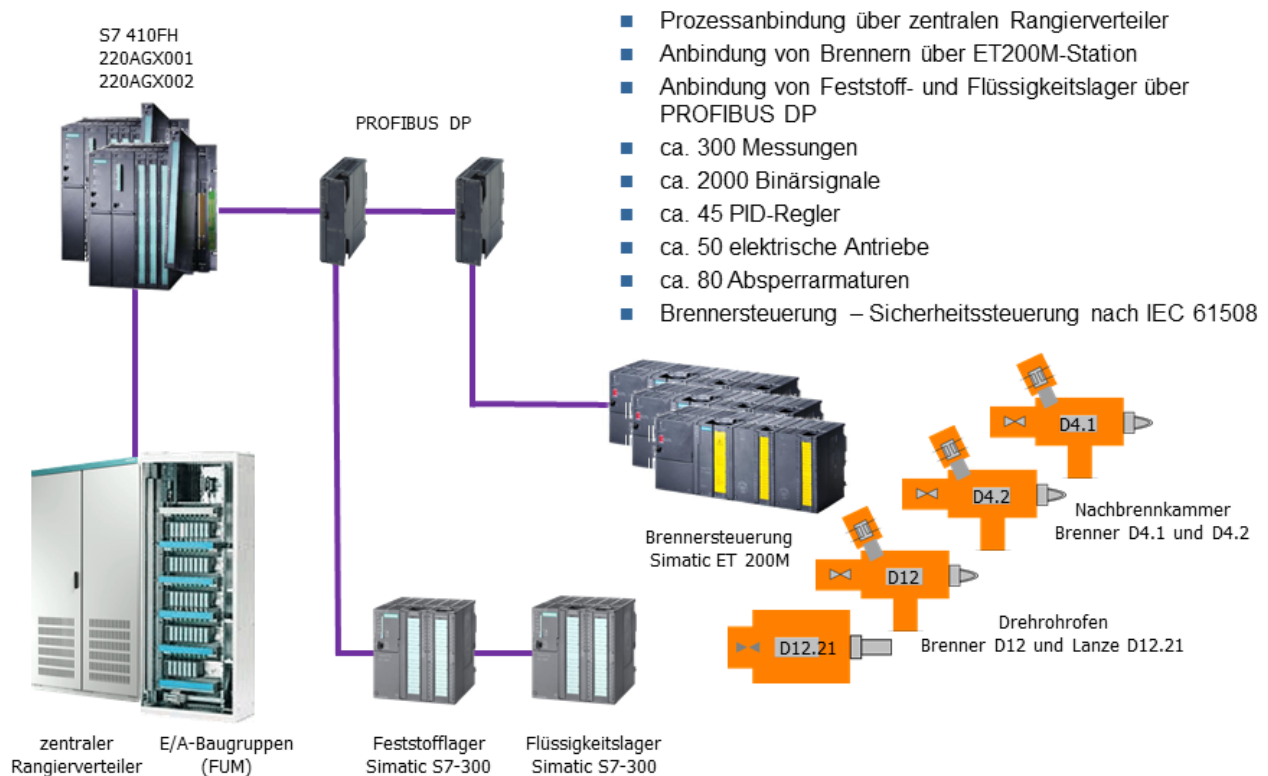 S7 410FH
220AGX001
220AGX002
PROFIBUS DP
Prozessanbindung über zentralen Rangierverteiler
Anbindung von Brennern über ET200M-Station
Anbindung von Feststoff- und Flüssigkeitslager über
PROFIBUS DP
ca. 300 Messungen
ca. 2000 Binärsignale
ca. 45 PID-Regler
ca. 50 elektrische Antriebe
ca. 80 Absperrarmaturen
Brennersteuerung – Sicherheitssteuerung nach IEC 61508
D4.1
D4.2
Nachbrennkammer
Brenner D4.1 und D4.2
Brennersteuerung
Simatic ET 200M
D12
Drehrohrofen
Brenner D12 und Lanze D12.21
D12.21
zentraler
Rangierverteiler
E/A-Baugruppen
(FUM)
Feststofflager
Simatic S7-300
Flüssigkeitslager
Simatic S7-300